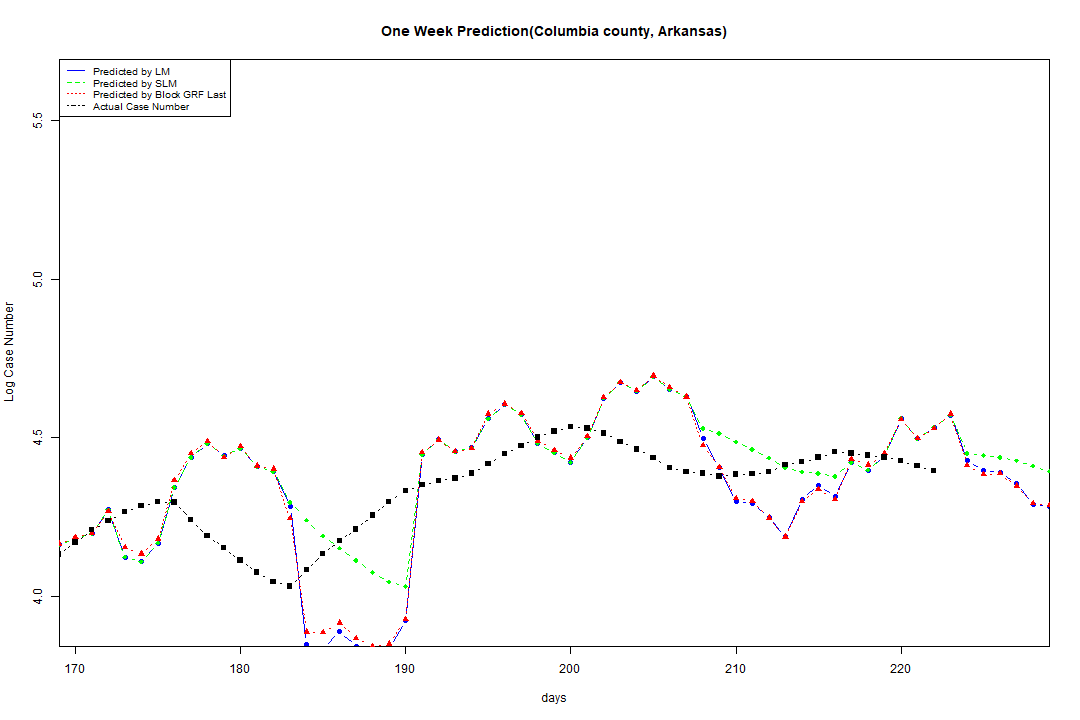 One Week Prediction(Columbia county, Arkansas)
Predicted by LM
Predicted by SLM
Predicted by Block GRF Last
Actual Case Number
5.5
5.0
4.5
4.0
Log Case Number
170 180 190 200 210 220
days